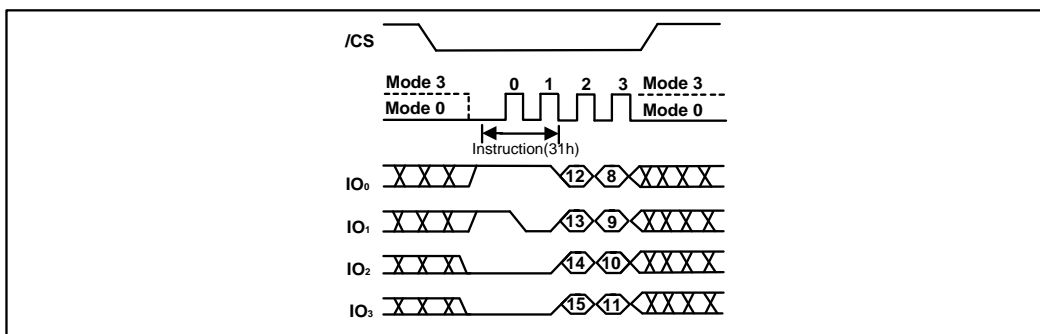 /CS
Mode 3 0 1 2 3 Mode 3
Mode 0 Mode 0
Instruction(31h)
IO₀ 12 8
IO₁ 13 9
IO₂ 14 10
IO₃ 15 11